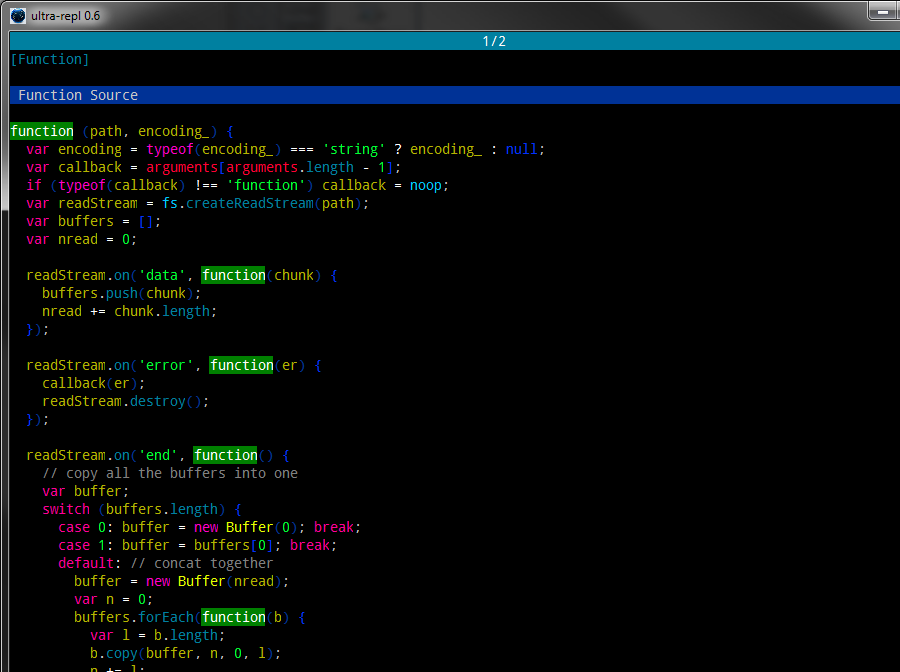 ultra-repl 0.6
1/2
[Function]
Function Source
function (path, encoding_) {
  var encoding = typeof(encoding_) === 'string' ? encoding_ : null;
  var callback = arguments[arguments.length - 1];
  if (typeof(callback) !== 'function') callback = noop;
  var readStream = fs.createReadStream(path);
  var buffers = [];
  var nread = 0;
  readStream.on('data', function(chunk) {
    buffers.push(chunk);
    nread += chunk.length;
  });
  readStream.on('error', function(er) {
    callback(er);
    readStream.destroy();
  });
  readStream.on('end', function() {
    // copy all the buffers into one
    var buffer;
    switch (buffers.length) {
      case 0: buffer = new Buffer(0); break;
      case 1: buffer = buffers[0]; break;
      default: // concat together
        buffer = new Buffer(nread);
        var n = 0;
        buffers.forEach(function(b) {
          var l = b.length;
          b.copy(buffer, n, 0, l);
          n += l;